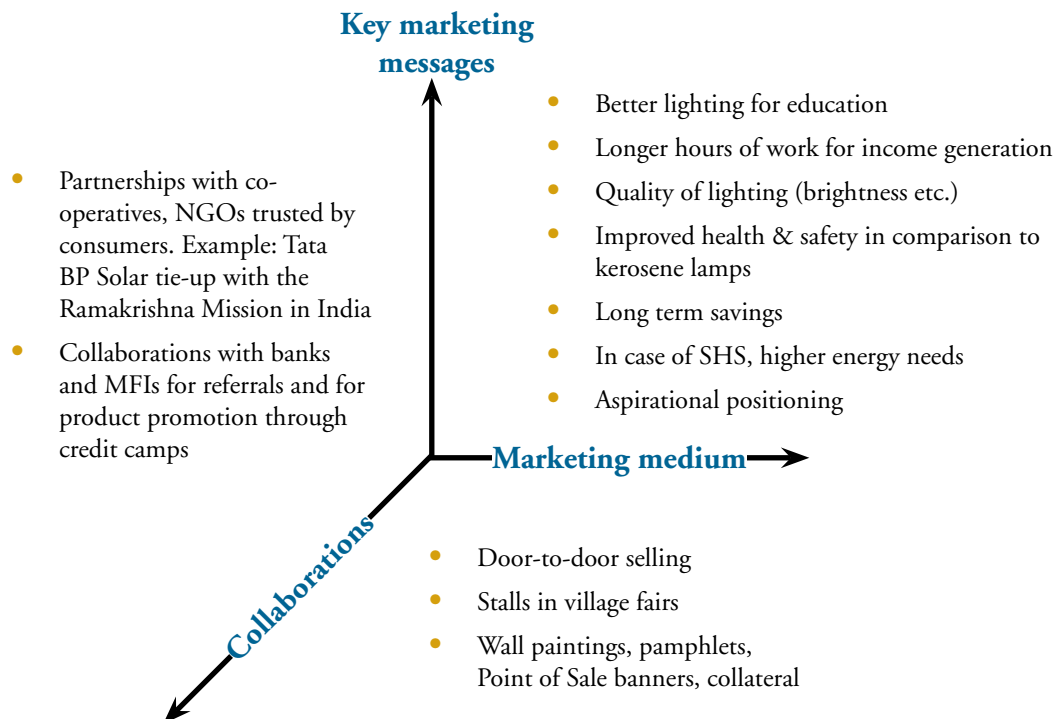 Key marketing
messages
• Better lighting for education
• Longer hours of work for income generation
• Quality of lighting (brightness etc.)
• Improved health & safety in comparison to
kerosene lamps
• Long term savings
• In case of SHS, higher energy needs
• Aspirational positioning
• Partnerships with co-
operatives, NGOs trusted by
consumers. Example: Tata
BP Solar tie-up with the
Ramakrishna Mission in India
• Collaborations with banks
and MFIs for referrals and for
product promotion through
credit camps
Marketing medium
Collaborations
• Door-to-door selling
• Stalls in village fairs
• Wall paintings, pamphlets,
Point of Sale banners, collateral